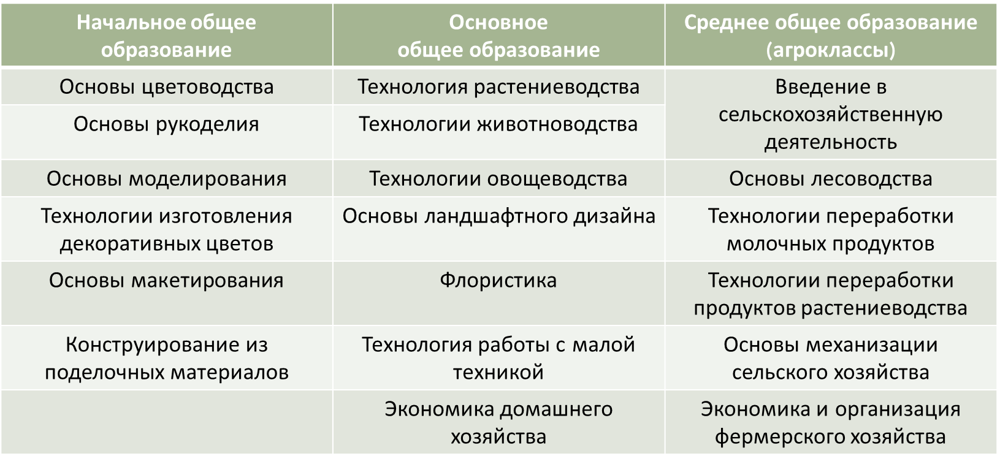 Начальное общее
образование
Основное
общее образование
Среднее общее образование
(агроклассы)
Основы цветоводства
Технология растениеводства
Введение в
сельскохозяйственную
деятельность
Основы рукоделия
Технологии животноводства
Основы моделирования
Технологии овощеводства
Основы лесоводства
Технологии изготовления
декоративных цветов
Основы ландшафтного дизайна
Технологии переработки
молочных продуктов
Основы макетирования
Флористика
Технологии переработки
продуктов растениеводства
Конструирование из
поделочных материалов
Технология работы с малой
техникой
Основы механизации
сельского хозяйства
Экономика домашнего
хозяйства
Экономика и организация
фермерского хозяйства